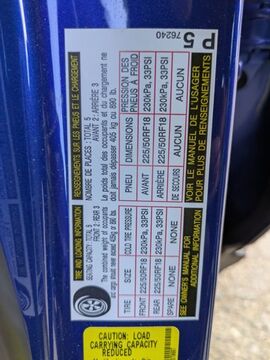 TIRE AND LOADING INFORMATION
SEATING CAPACITY TOTAL 5 FRONT 2 REAR 3
The combined weight of occupants and cargo should never exceed 405kg or 890 lbs.
TIRE SIZE COLD TIRE PRESSURE
FRONT 225/50RF18 230kPa, 33PSI
REAR 225/50RF18 230kPa, 33PSI
SPARE NONE NONE
SEE OWNER'S MANUAL FOR ADDITIONAL INFORMATION
RENSEIGNEMENTS SUR LES PNEUS ET LE CHARGEMENT
NOMBRE DE PLACES: TOTAL 5 AVANT 2: ARRIÈRE 3
Le poids total des occupants et du chargement ne doit jamais dépasser 405 kg ou 890 lb.
PNEU DIMENSIONS PRESSION DES PNEUS À FROID
AVANT 225/50RF18 230kPa, 33PSI
ARRIÈRE 225/50RF18 230kPa, 33PSI
DE SECOURS AUCUN AUCUN
VOIR LE MANUEL DE L'USAGER POUR PLUS DE RENSEIGNEMENTS
P 5
76240
CAUTION: LOAD
CARRYING CAPACITY
REDUCED